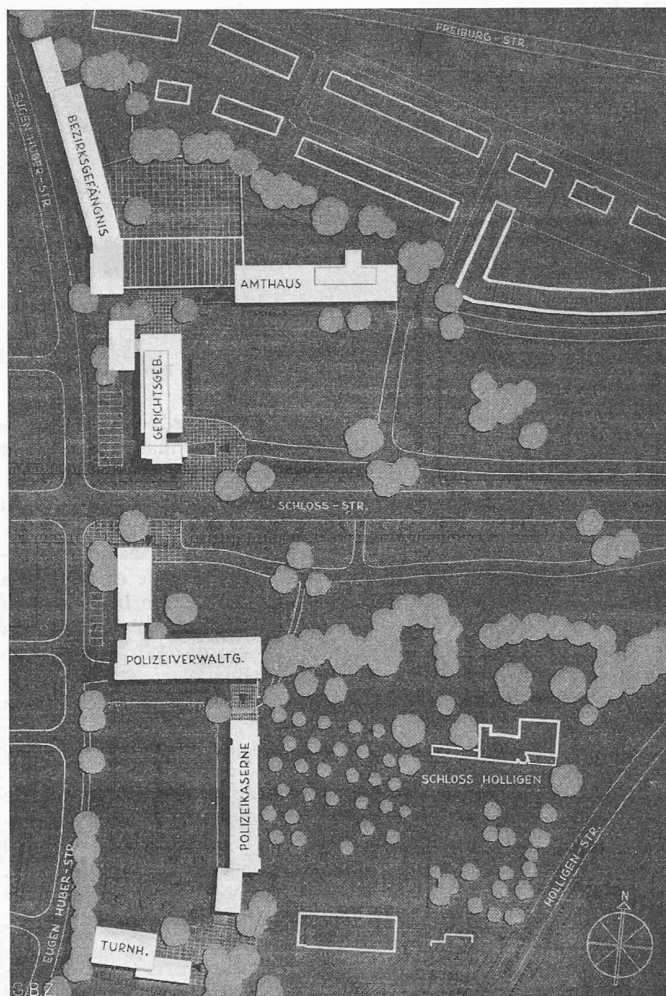 FREIBURG-STR.
EUGEN HUBER-STR.
BEZIRKSGEFÄNGNIS
AMTHAUS
GERICHTSGEB.
SCHLOSS-STR.
POLIZEIVERWALTG.
POLIZEIKASERNE
SCHLOSS HOLLIGEN
HOLLIGEN-STR.
EUGEN HUBER-STR.
TURNH.
N
S.B.Z.